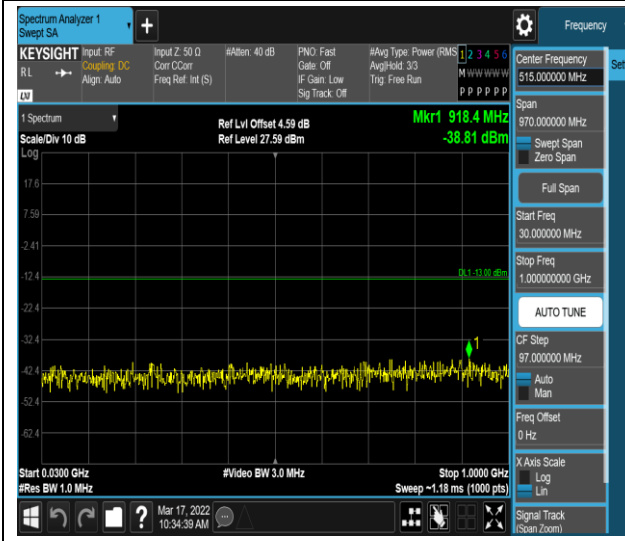 Spectrum Analyzer 1
Swept SA
+
Frequency
KEYSIGHT
RL
LXI
Input: RF
Coupling: DC
Align: Auto
Input Z: 50 Ω
Corr CCorr
Freq Ref: Int (S)
#Atten: 40 dB
PNO: Fast
Gate: Off
IF Gain: Low
Sig Track: Off
#Avg Type: Power (RMS
Avg|Hold: 3/3
Trig: Free Run
1 2 3 4 5 6
M W W W W W
P P P P P P
1 Spectrum
Scale/Div 10 dB
Log
Ref Lvl Offset 4.59 dB
Ref Level 27.59 dBm
Mkr1 918.4 MHz
-38.81 dBm
17.6
7.59
-2.41
-12.4
-22.4
-32.4
-42.4
-52.4
-62.4
DL1 -13.00 dBm
1
Start 0.0300 GHz
#Video BW 3.0 MHz
Stop 1.0000 GHz
#Res BW 1.0 MHz
Sweep ~1.18 ms (1000 pts)
?
Mar 17, 2022
10:34:39 AM
Center Frequency
515.000000 MHz
Set
Span
970.000000 MHz
Swept Span
Zero Span
Full Span
Start Freq
30.000000 MHz
Stop Freq
1.000000000 GHz
AUTO TUNE
CF Step
97.000000 MHz
Auto
Man
Freq Offset
0 Hz
X Axis Scale
Log
Lin
Signal Track
(Span Zoom)